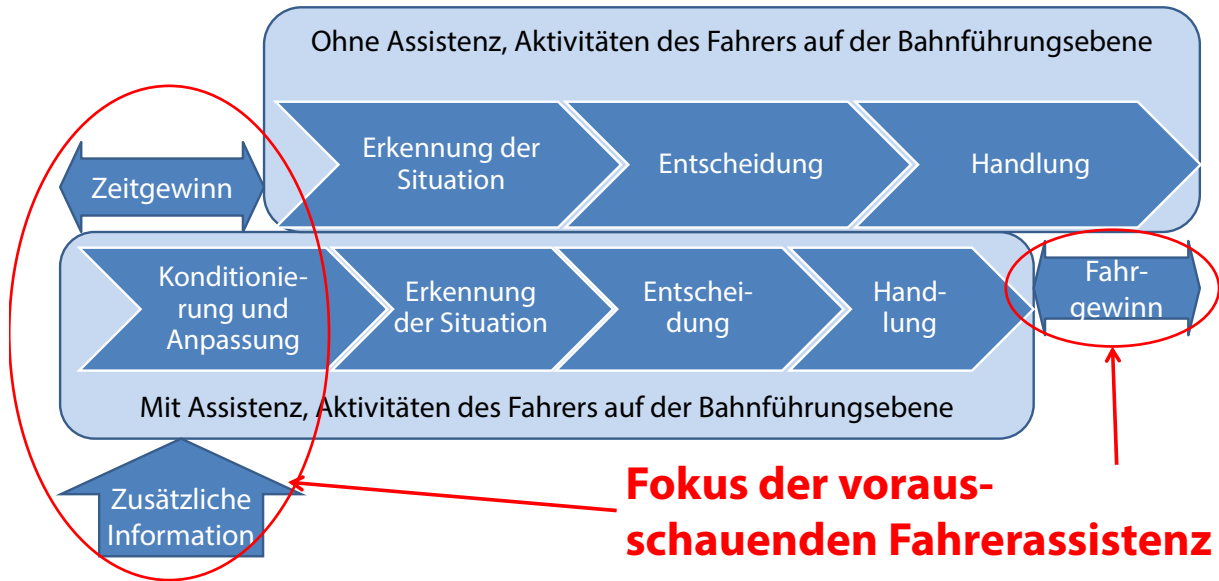 Ohne Assistenz, Aktivitäten des Fahrers auf der Bahnführungsebene
Zeitgewinn
Erkennung der
Situation
Entscheidung
Handlung
Konditionie-
rung und
Anpassung
Erkennung
der Situation
Entschei-
dung
Hand-
lung
Fahr-
gewinn
Mit Assistenz, Aktivitäten des Fahrers auf der Bahnführungsebene
Zusätzliche
Information
Fokus der voraus-
schauenden Fahrerassistenz